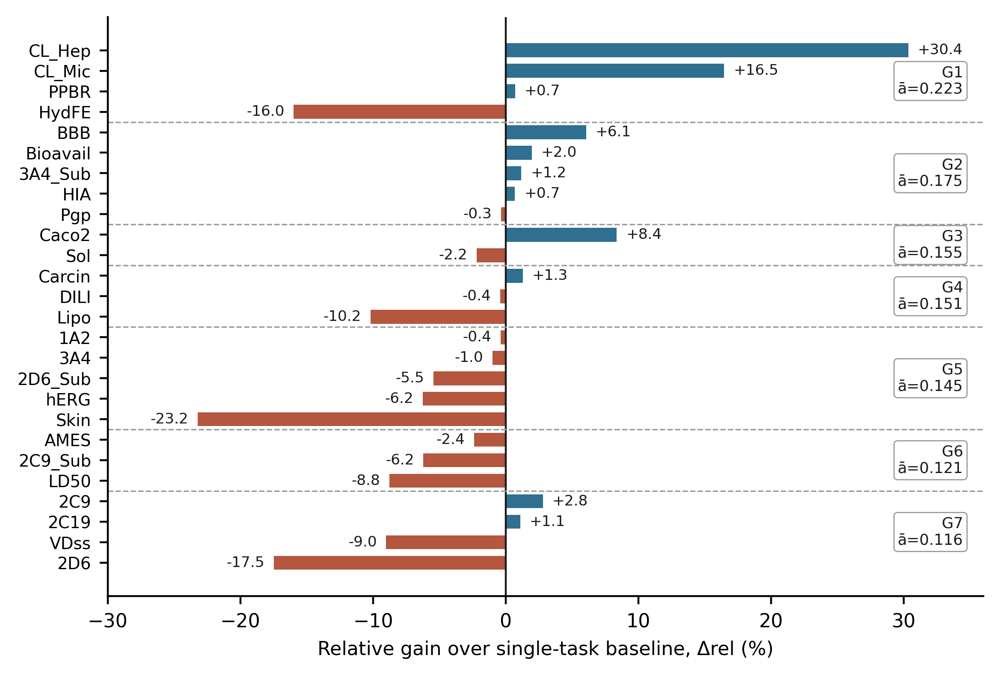 CL_Hep +30.4
CL_Mic +16.5
PPBR +0.7
HydFE -16.0
G1
ā=0.223
BBB +6.1
Bioavail +2.0
3A4_Sub +1.2
HIA +0.7
Pgp -0.3
G2
ā=0.175
Caco2 +8.4
Sol -2.2
G3
ā=0.155
Carcin +1.3
DILI -0.4
Lipo -10.2
G4
ā=0.151
1A2 -0.4
3A4 -1.0
2D6_Sub -5.5
hERG -6.2
Skin -23.2
G5
ā=0.145
AMES -2.4
2C9_Sub -6.2
LD50 -8.8
G6
ā=0.121
2C9 +2.8
2C19 +1.1
VDss -9.0
2D6 -17.5
G7
ā=0.116
−30 −20 −10 0 10 20 30
Relative gain over single-task baseline, Δrel (%)